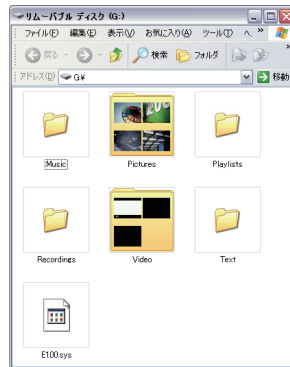 リムーバブル ディスク (G:)
ファイル(F) 編集(E) 表示(V) お気に入り(A) ツール(T) ヘ »
戻る 検索 フォルダ »
アドレス(D) G:¥ 移動
Music Pictures Playlists
Recordings Video Text
E100.sys